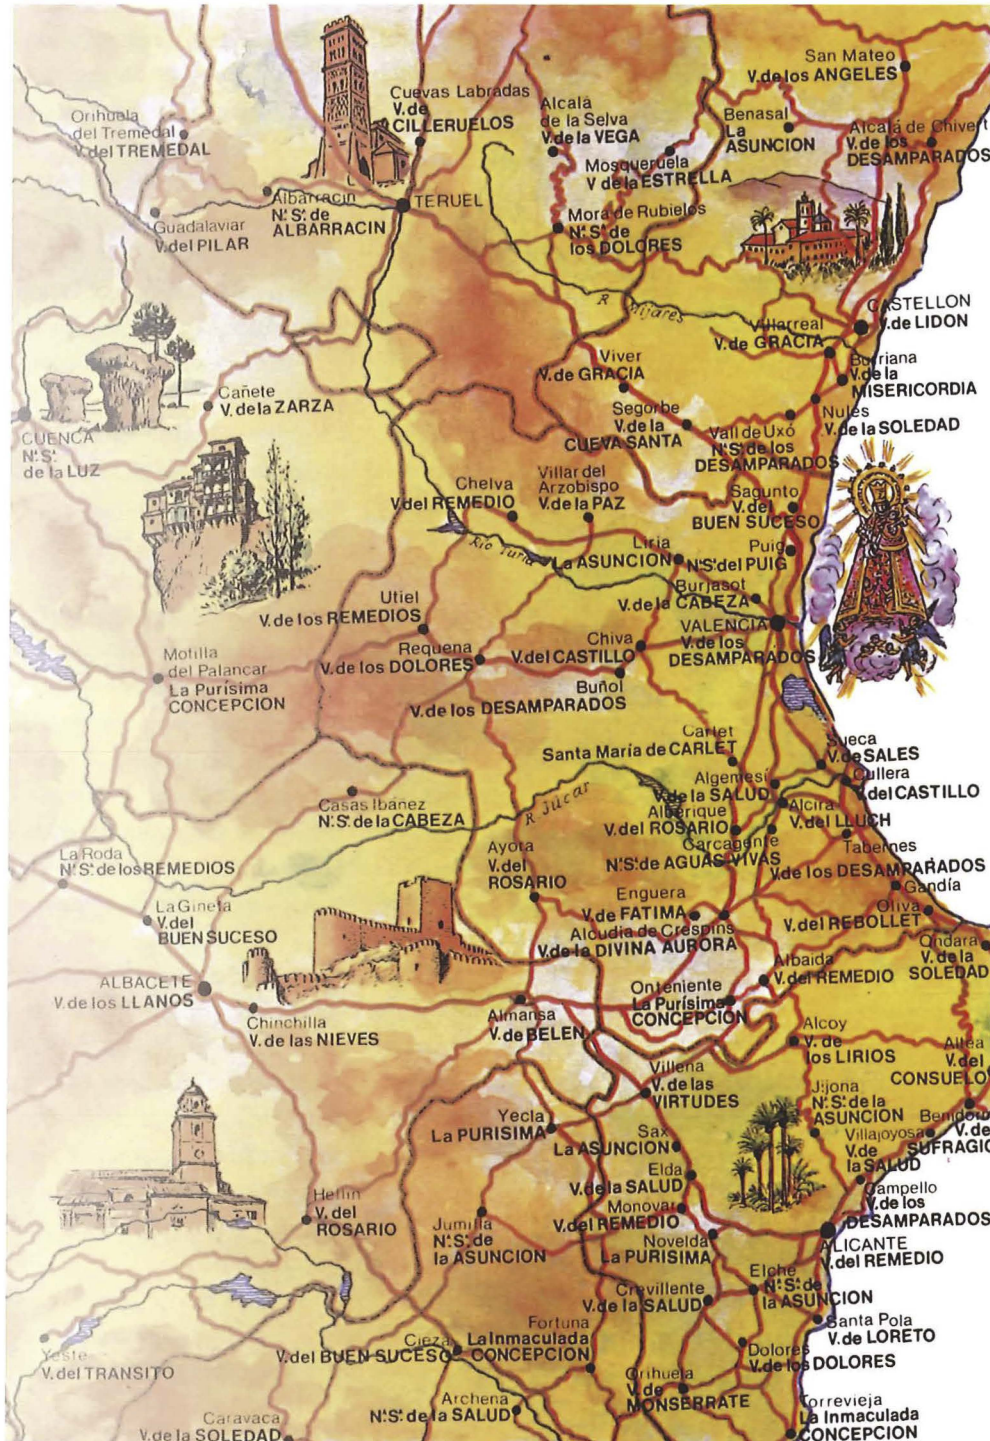 San Mateo
V. de los ANGELES
Cuevas Labradas
V. de
CILLERUELOS
Orihuela
del Tremedal
V. del TREMEDAL
Alcalá
de la Selva
V. de la VEGA
Benasal
La
ASUNCION
Alcalá de Chivert
V. de los
DESAMPARADOS
Mosqueruela
V de la ESTRELLA
Albarracin
N.ª S.ª de
ALBARRACIN
TERUEL
Guadalaviar
V. del PILAR
Mora de Rubielos
N.ª S.ª de
los DOLORES
R Mijares
CASTELLON
V. de LIDON
Villarreal
V. de GRACIA
Burriana
V. de la
MISERICORDIA
Viver
V. de GRACIA
Cañete
V. de la ZARZA
Segorbe
V. de la
CUEVA SANTA
Nules
V. de la SOLEDAD
Vall de Uxó
N.ª S.ª de los
DESAMPARADOS
CUENCA
N.ª S.ª
de la LUZ
Chelva
V. del REMEDIO
Villar del
Arzobispo
V. de la PAZ
Sagunto
V. del
BUEN SUCESO
Rio Turia
Liria
La ASUNCION
Puig
N.ª S.ª del PUIG
Burjasot
V. de la CABEZA
Utiel
V. de los REMEDIOS
VALENCIA
V. de los
DESAMPARADOS
Motilla
del Palancar
La Purísima
CONCEPCION
Requena
V. de los DOLORES
Chiva
V. del CASTILLO
Buñol
V. de los DESAMPARADOS
Carlet
Santa María de CARLET
Sueca
V. de SALES
Cullera
V. del CASTILLO
Algemesí
V. de la SALUD
Casas Ibáñez
N.ª S.ª de la CABEZA
R Júcar
Alberique
V. del ROSARIO
Alcira
V. del LLUCH
Carcagente
N.ª S.ª de AGUAS VIVAS
Tabernes
V. de los DESAMPARADOS
La Roda
N.ª S.ª de los REMEDIOS
Ayora
V. del
ROSARIO
Gandía
La Gineta
V. del
BUEN SUCESO
Enguera
V. de FATIMA
Oliva
V. del REBOLLET
Alcudia de Crespins
V. de la DIVINA AURORA
Ondara
V. de la
SOLEDAD
Albaida
V. del REMEDIO
ALBACETE
V. de los LLANOS
Onteniente
La Purísima
CONCEPCION
Chinchilla
V. de las NIEVES
Almansa
V. de BELEN
Alcoy
V. de
los LIRIOS
Altea
V. del
CONSUELO
Villena
V. de las
VIRTUDES
Jijona
N.ª S.ª de la
ASUNCION
Yecla
La PURISIMA
Benidorm
V. de
SUFRAGIO
Sax
La ASUNCION
Villajoyosa
V. de
la SALUD
Elda
V. de la SALUD
Campello
V. de los
DESAMPARADOS
Hellin
V. del
ROSARIO
Jumilla
N.ª S.ª de
la ASUNCION
Monovar
V. del REMEDIO
Novelda
La PURISIMA
ALICANTE
V. del REMEDIO
Elche
N.ª S.ª de
la ASUNCION
Crevillente
V. de la SALUD
Santa Pola
V. de LORETO
Fortuna
La Inmaculada
CONCEPCION
Cieza
V. del BUEN SUCESO
Dolores
V. de los DOLORES
Yeste
V. del TRANSITO
Orihuela
V. de
MONSERRATE
Archena
N.ª S.ª de la SALUD
Torrevieja
La Inmaculada
CONCEPCION
Caravaca
V. de la SOLEDAD